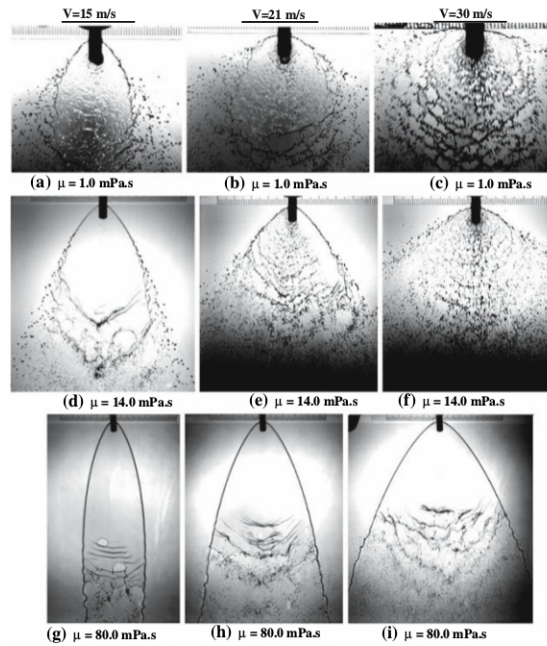 V=15 m/s V=21 m/s V=30 m/s
(a) μ = 1.0 mPa.s (b) μ = 1.0 mPa.s (c) μ = 1.0 mPa.s
(d) μ = 14.0 mPa.s (e) μ = 14.0 mPa.s (f) μ = 14.0 mPa.s
(g) μ = 80.0 mPa.s (h) μ = 80.0 mPa.s (i) μ = 80.0 mPa.s